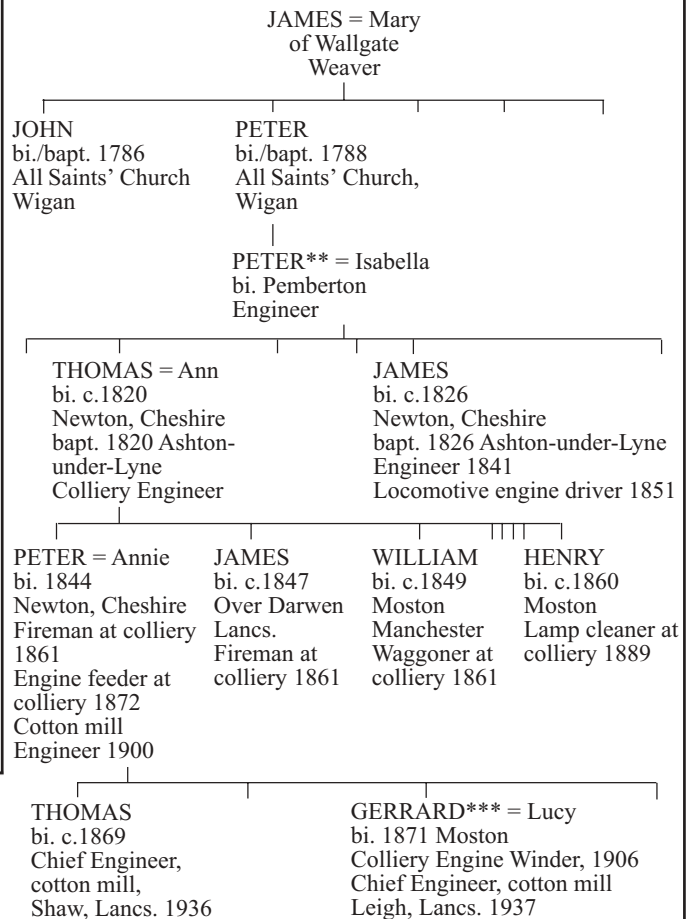 JAMES = Mary
of Wallgate
Weaver
JOHN
bi./bapt. 1786
All Saints’ Church
Wigan
PETER
bi./bapt. 1788
All Saints’ Church,
Wigan
PETER** = Isabella
bi. Pemberton
Engineer
THOMAS = Ann
bi. c.1820
Newton, Cheshire
bapt. 1820 Ashton-
under-Lyne
Colliery Engineer
JAMES
bi. c.1826
Newton, Cheshire
bapt. 1826 Ashton-under-Lyne
Engineer 1841
Locomotive engine driver 1851
PETER = Annie
bi. 1844
Newton, Cheshire
Fireman at colliery
1861
Engine feeder at
colliery 1872
Cotton mill
Engineer 1900
JAMES
bi. c.1847
Over Darwen
Lancs.
Fireman at
colliery 1861
WILLIAM
bi. c.1849
Moston
Manchester
Waggoner at
colliery 1861
HENRY
bi. c.1860
Moston
Lamp cleaner at
colliery 1889
THOMAS
bi. c.1869
Chief Engineer,
cotton mill,
Shaw, Lancs. 1936
GERRARD*** = Lucy
bi. 1871 Moston
Colliery Engine Winder, 1906
Chief Engineer, cotton mill
Leigh, Lancs. 1937